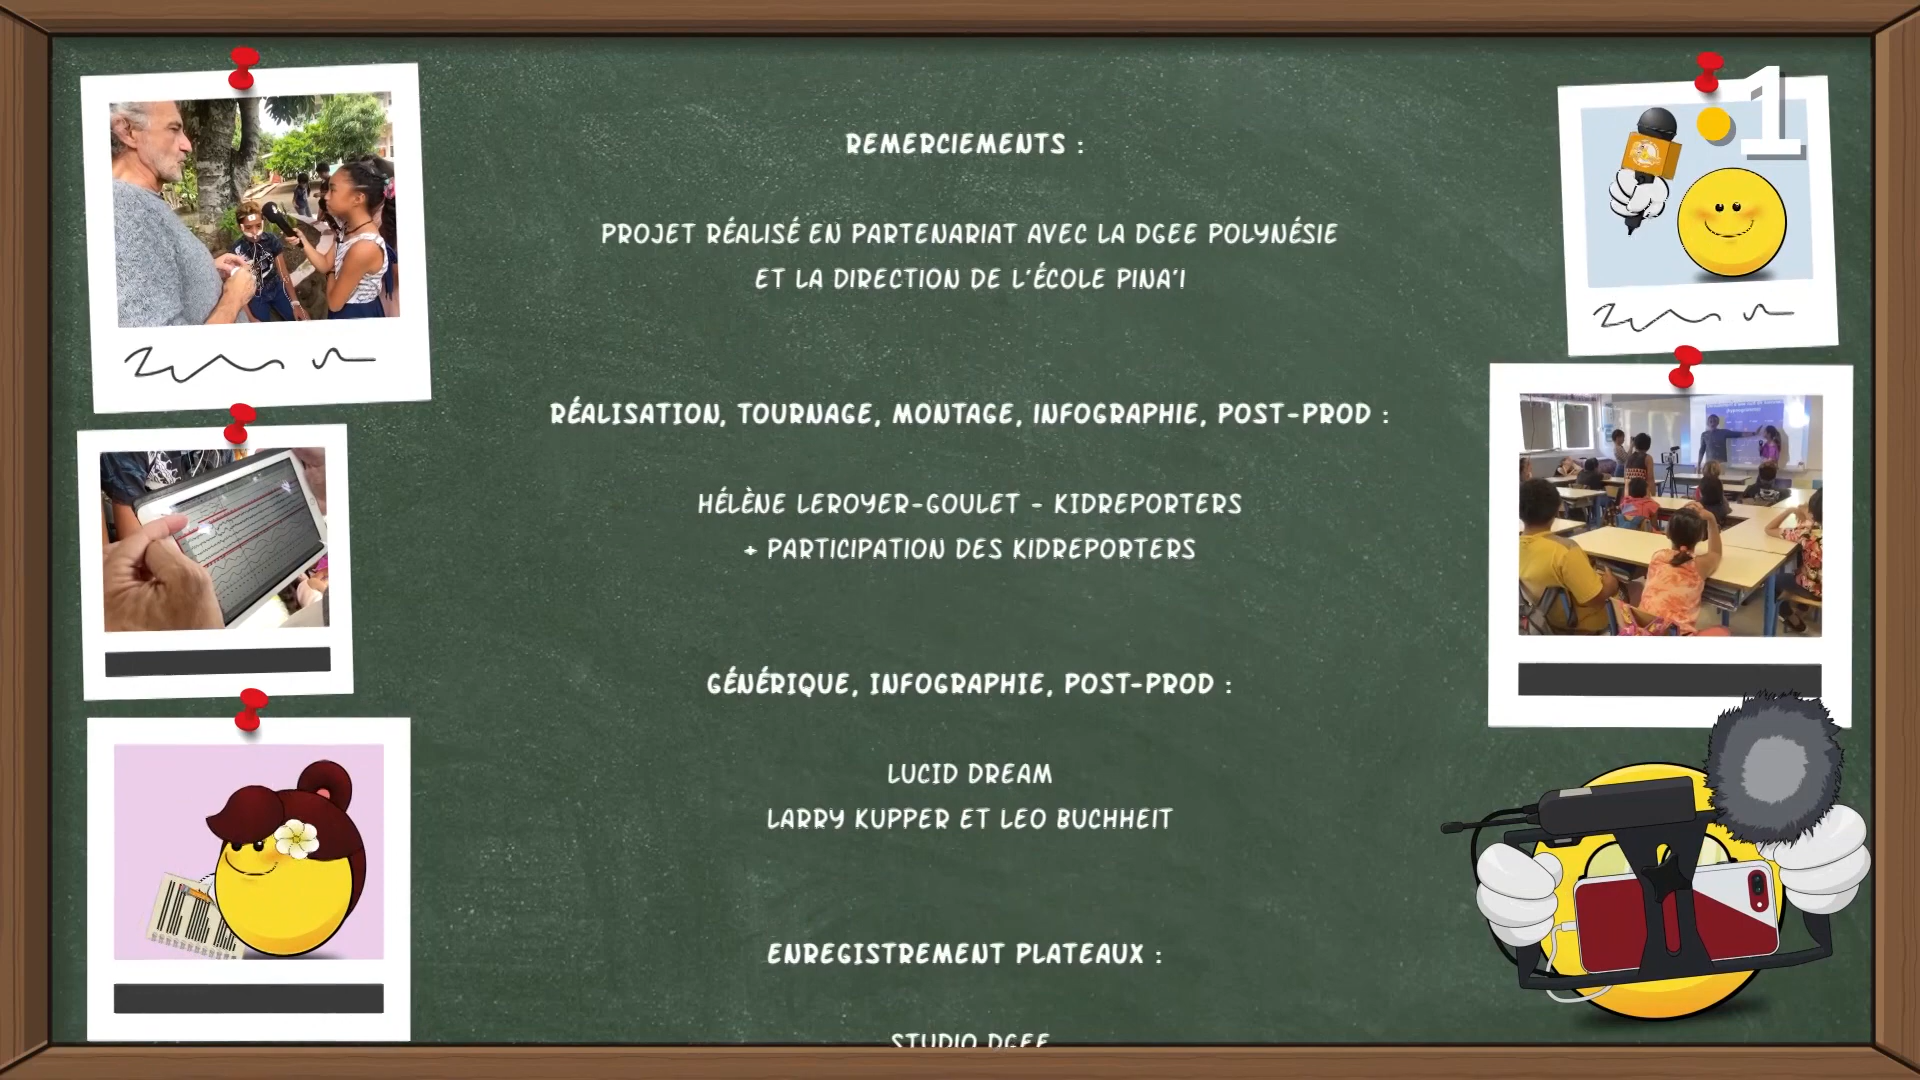 REMERCIEMENTS :
PROJET RÉALISÉ EN PARTENARIAT AVEC LA DGEE POLYNÉSIE
ET LA DIRECTION DE L'ÉCOLE PINA'I
RÉALISATION, TOURNAGE, MONTAGE, INFOGRAPHIE, POST-PROD :
HÉLÈNE LEROYER-GOULET - KIDREPORTERS
+ PARTICIPATION DES KIDREPORTERS
GÉNÉRIQUE, INFOGRAPHIE, POST-PROD :
LUCID DREAM
LARRY KUPPER ET LEO BUCHHEIT
ENREGISTREMENT PLATEAUX :
STUDIO DGEE
1